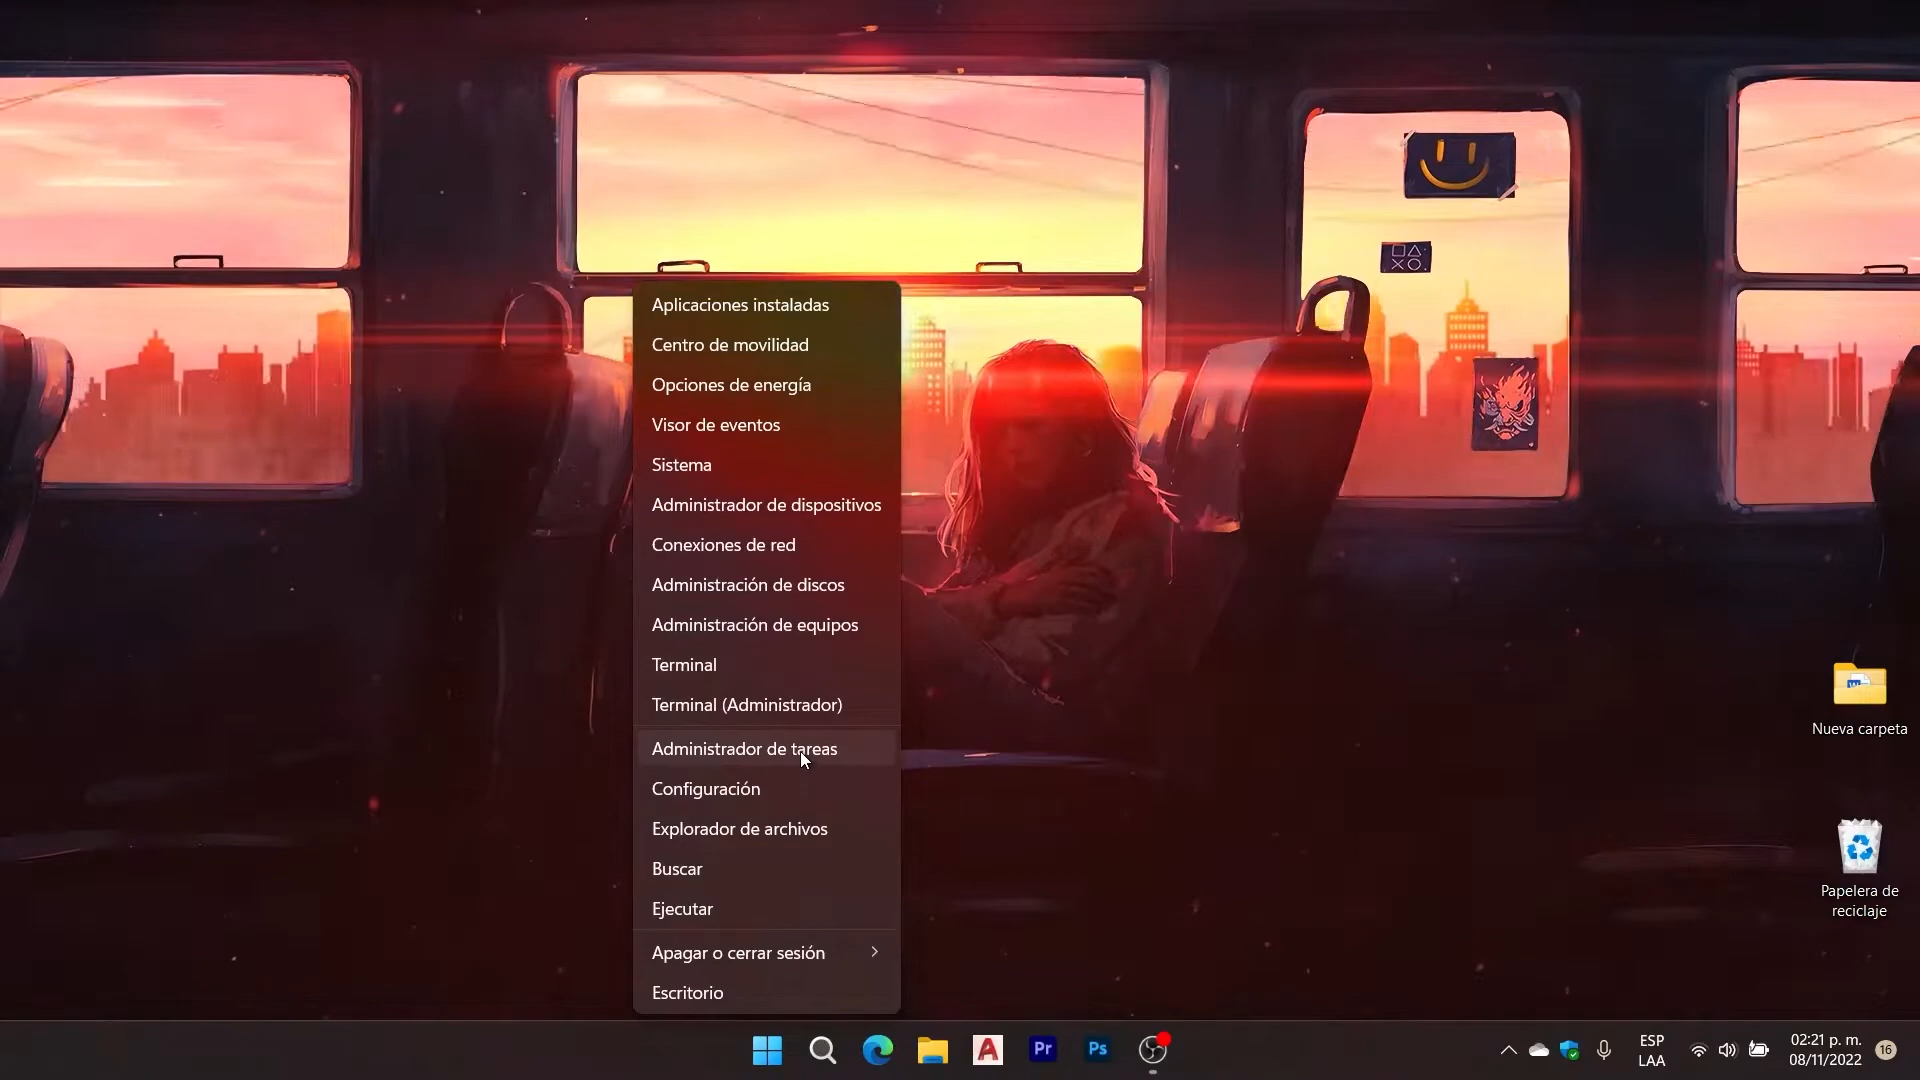 Aplicaciones instaladas
Centro de movilidad
Opciones de energía
Visor de eventos
Sistema
Administrador de dispositivos
Conexiones de red
Administración de discos
Administración de equipos
Terminal
Terminal (Administrador)
Administrador de tareas
Configuración
Explorador de archivos
Buscar
Ejecutar
Apagar o cerrar sesión
Escritorio
Nueva carpeta
Papelera de
reciclaje
Pr
Ps
ESP
LAA
02:21 p. m.
08/11/2022
16